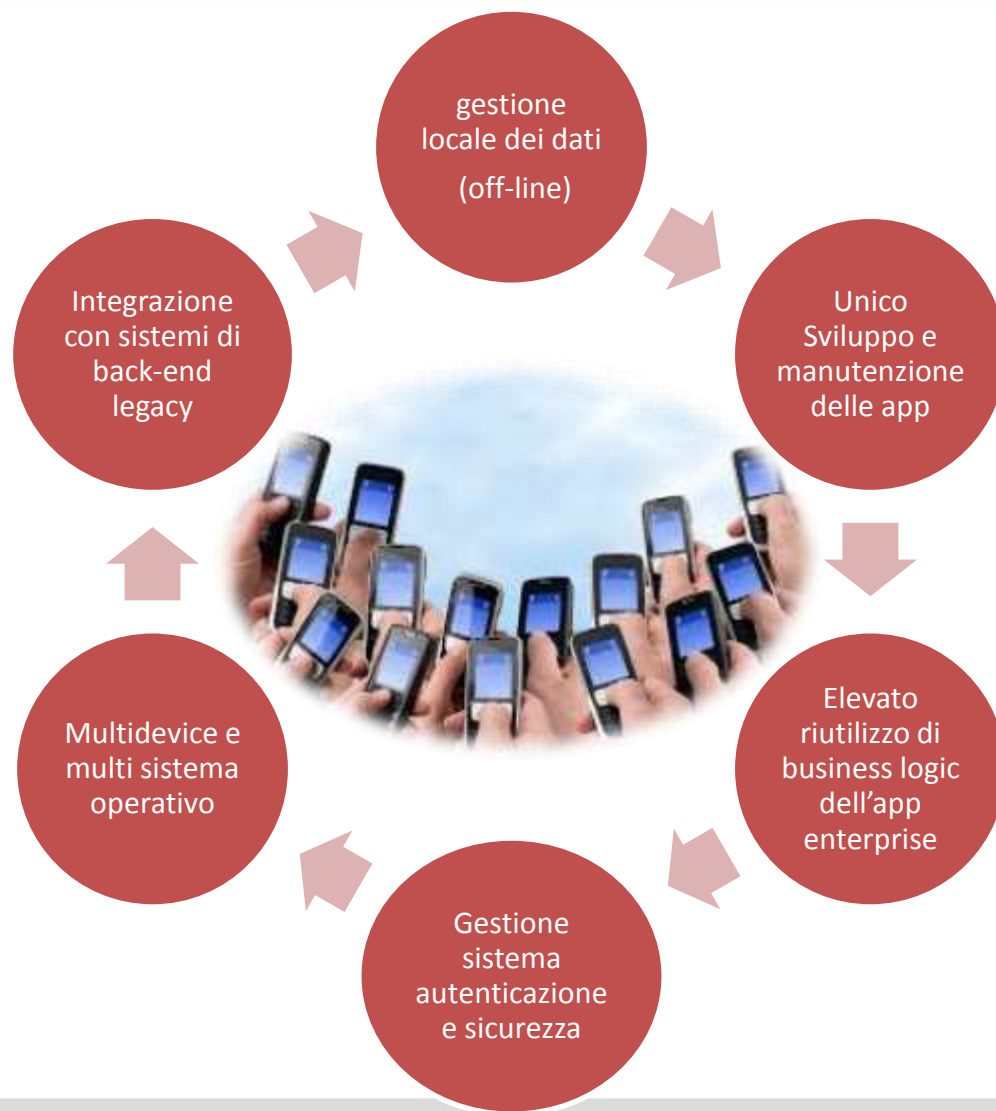 gestione
locale dei dati
(off-line)
Unico
Sviluppo e
manutenzione
delle app
Elevato
riutilizzo di
business logic
dell’app
enterprise
Gestione
sistema
autenticazione
e sicurezza
Multidevice e
multi sistema
operativo
Integrazione
con sistemi di
back-end
legacy